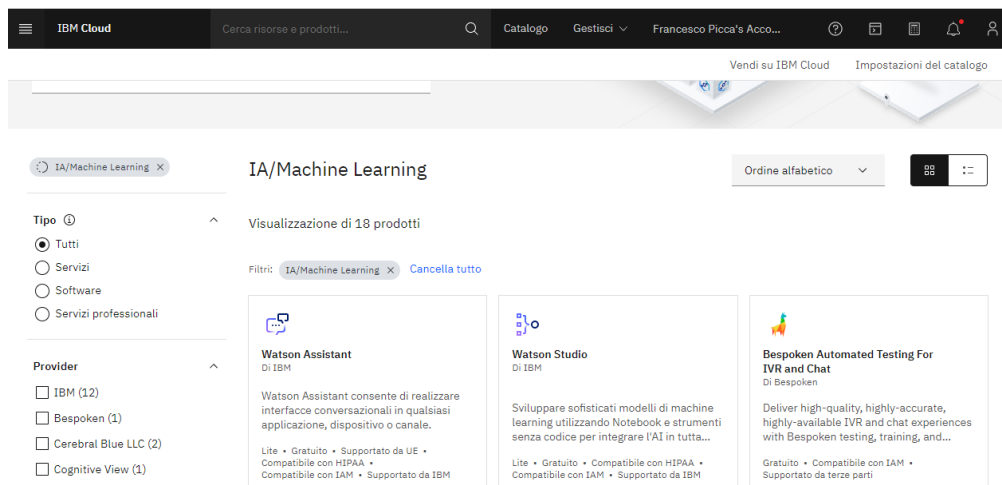 IBM Cloud
Cerca risorse e prodotti...
Catalogo
Gestisci
Francesco Picca's Acco...
Vendi su IBM Cloud
Impostazioni del catalogo
IA/Machine Learning
Tipo
Tutti
Servizi
Software
Servizi professionali
Provider
IBM (12)
Bespoken (1)
Cerebral Blue LLC (2)
Cognitive View (1)
IA/Machine Learning
Ordine alfabetico
Visualizzazione di 18 prodotti
Filtri: IA/Machine Learning Cancella tutto
Watson Assistant
Di IBM
Watson Assistant consente di realizzare
interfacce conversazionali in qualsiasi
applicazione, dispositivo o canale.
Lite • Gratuito • Supportato da UE •
Compatibile con HIPAA •
Compatibile con IAM • Supportato da IBM
Watson Studio
Di IBM
Sviluppare sofisticati modelli di machine
learning utilizzando Notebook e strumenti
senza codice per integrare l'AI in tutta...
Lite • Gratuito • Compatibile con HIPAA •
Compatibile con IAM • Supportato da IBM
Bespoken Automated Testing For
IVR and Chat
Di Bespoken
Deliver high-quality, highly-accurate,
highly-available IVR and chat experiences
with Bespoken testing, training, and...
Gratuito • Compatibile con IAM •
Supportato da terze parti